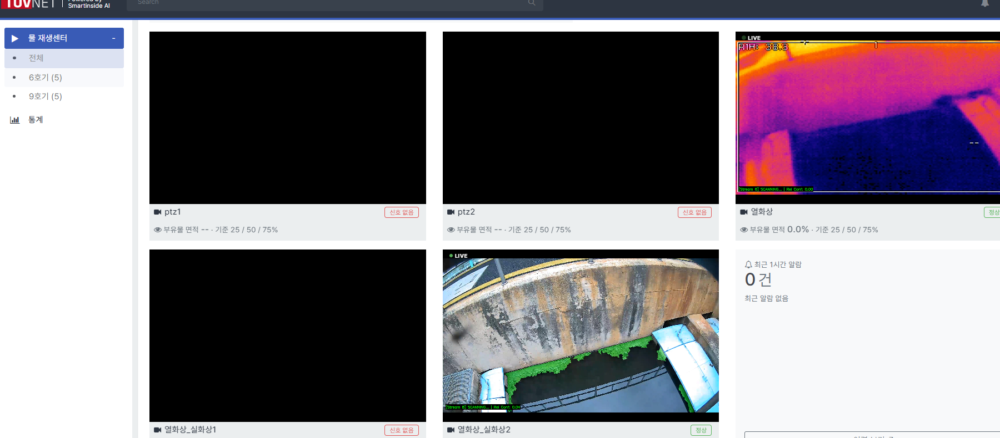 TUVNET
Powered by
Smartinside AI
Search
물 재생센터 -
전체
6호기 (5)
9호기 (5)
통계
LIVE
R1H: 38.3
1
--
[Stream 6] SCANNING... | Rel Conf: 0.00
ptz1
신호 없음
부유물 면적 -- · 기준 25 / 50 / 75%
ptz2
신호 없음
부유물 면적 -- · 기준 25 / 50 / 75%
열화상
정상
부유물 면적 0.0% · 기준 25 / 50 / 75%
LIVE
[Stream 8] SCANNING... | Rel Conf: 0.04
열화상_실화상1
신호 없음
열화상_실화상2
정상
최근 1시간 알람
0 건
최근 알람 없음